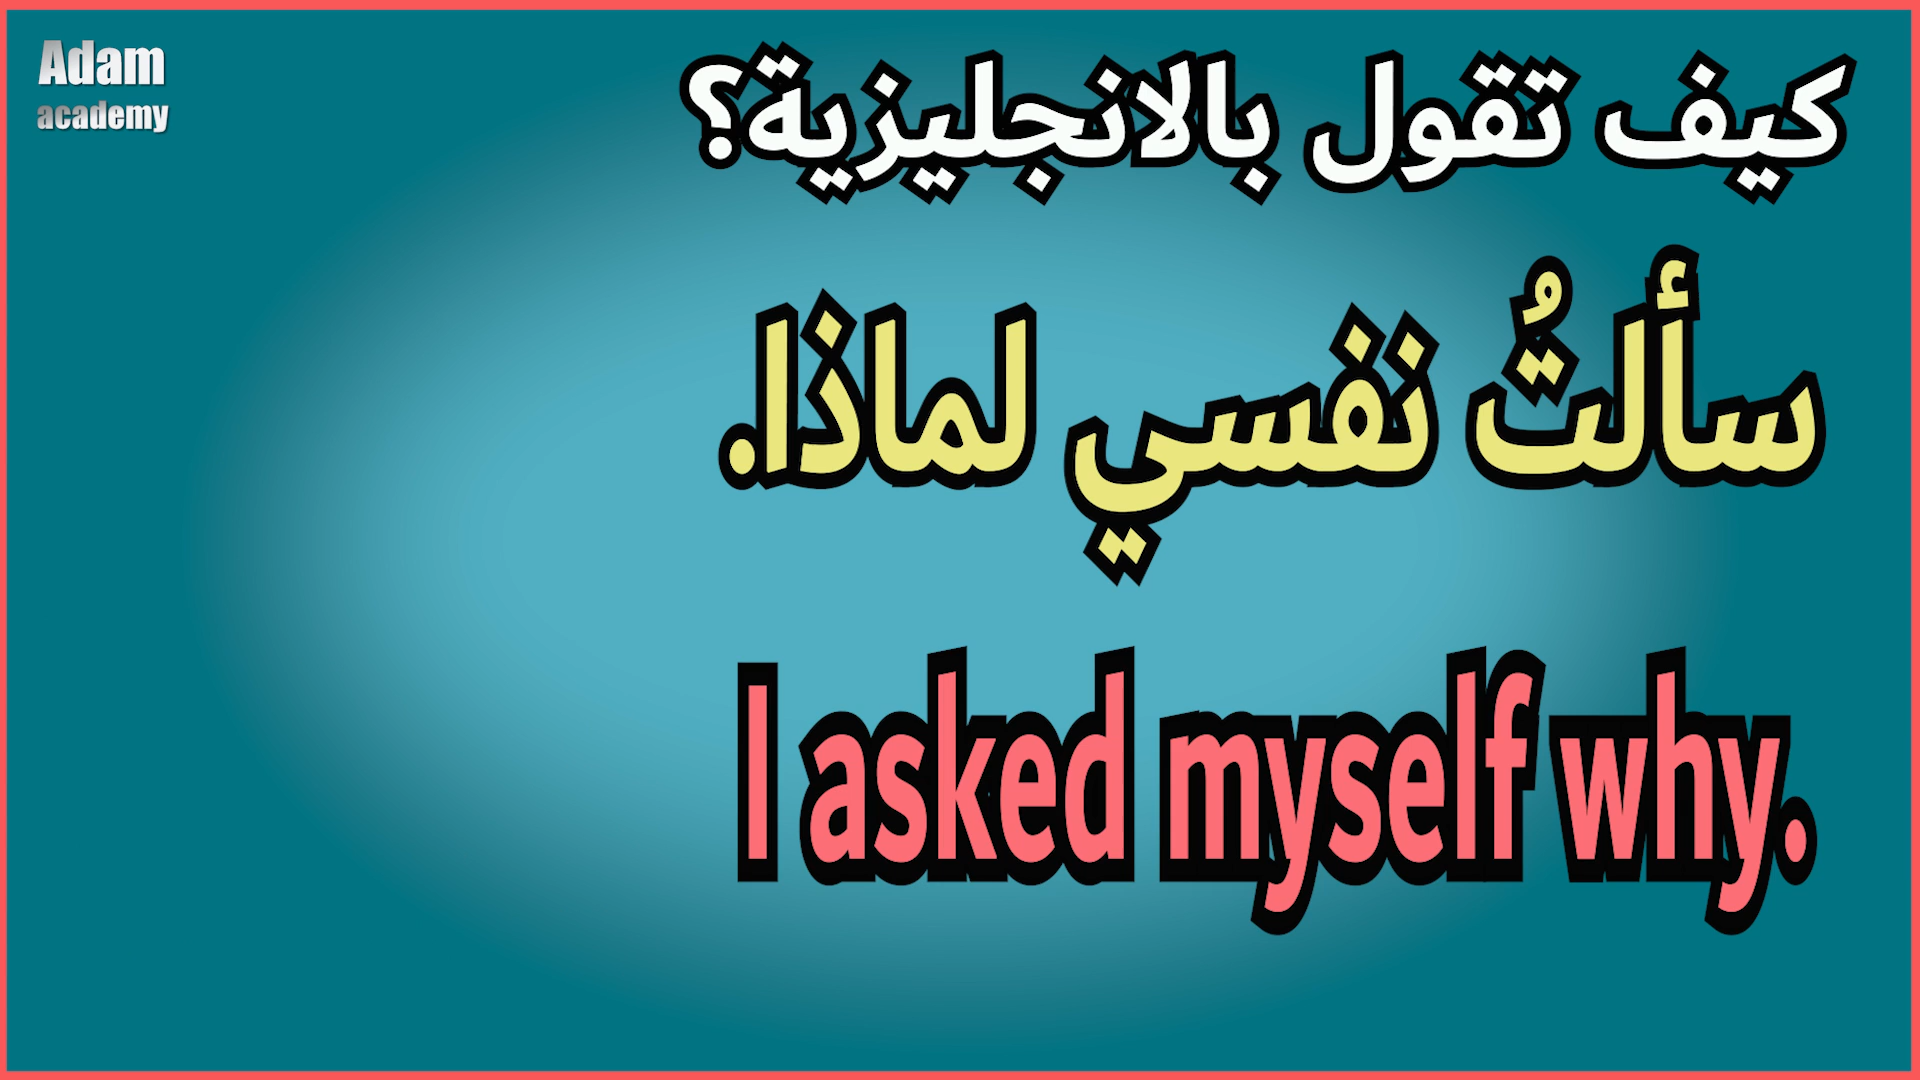 Adam
academy
كيف تقول بالانجليزية؟
سألتُ نفسي لماذا.
I asked myself why.